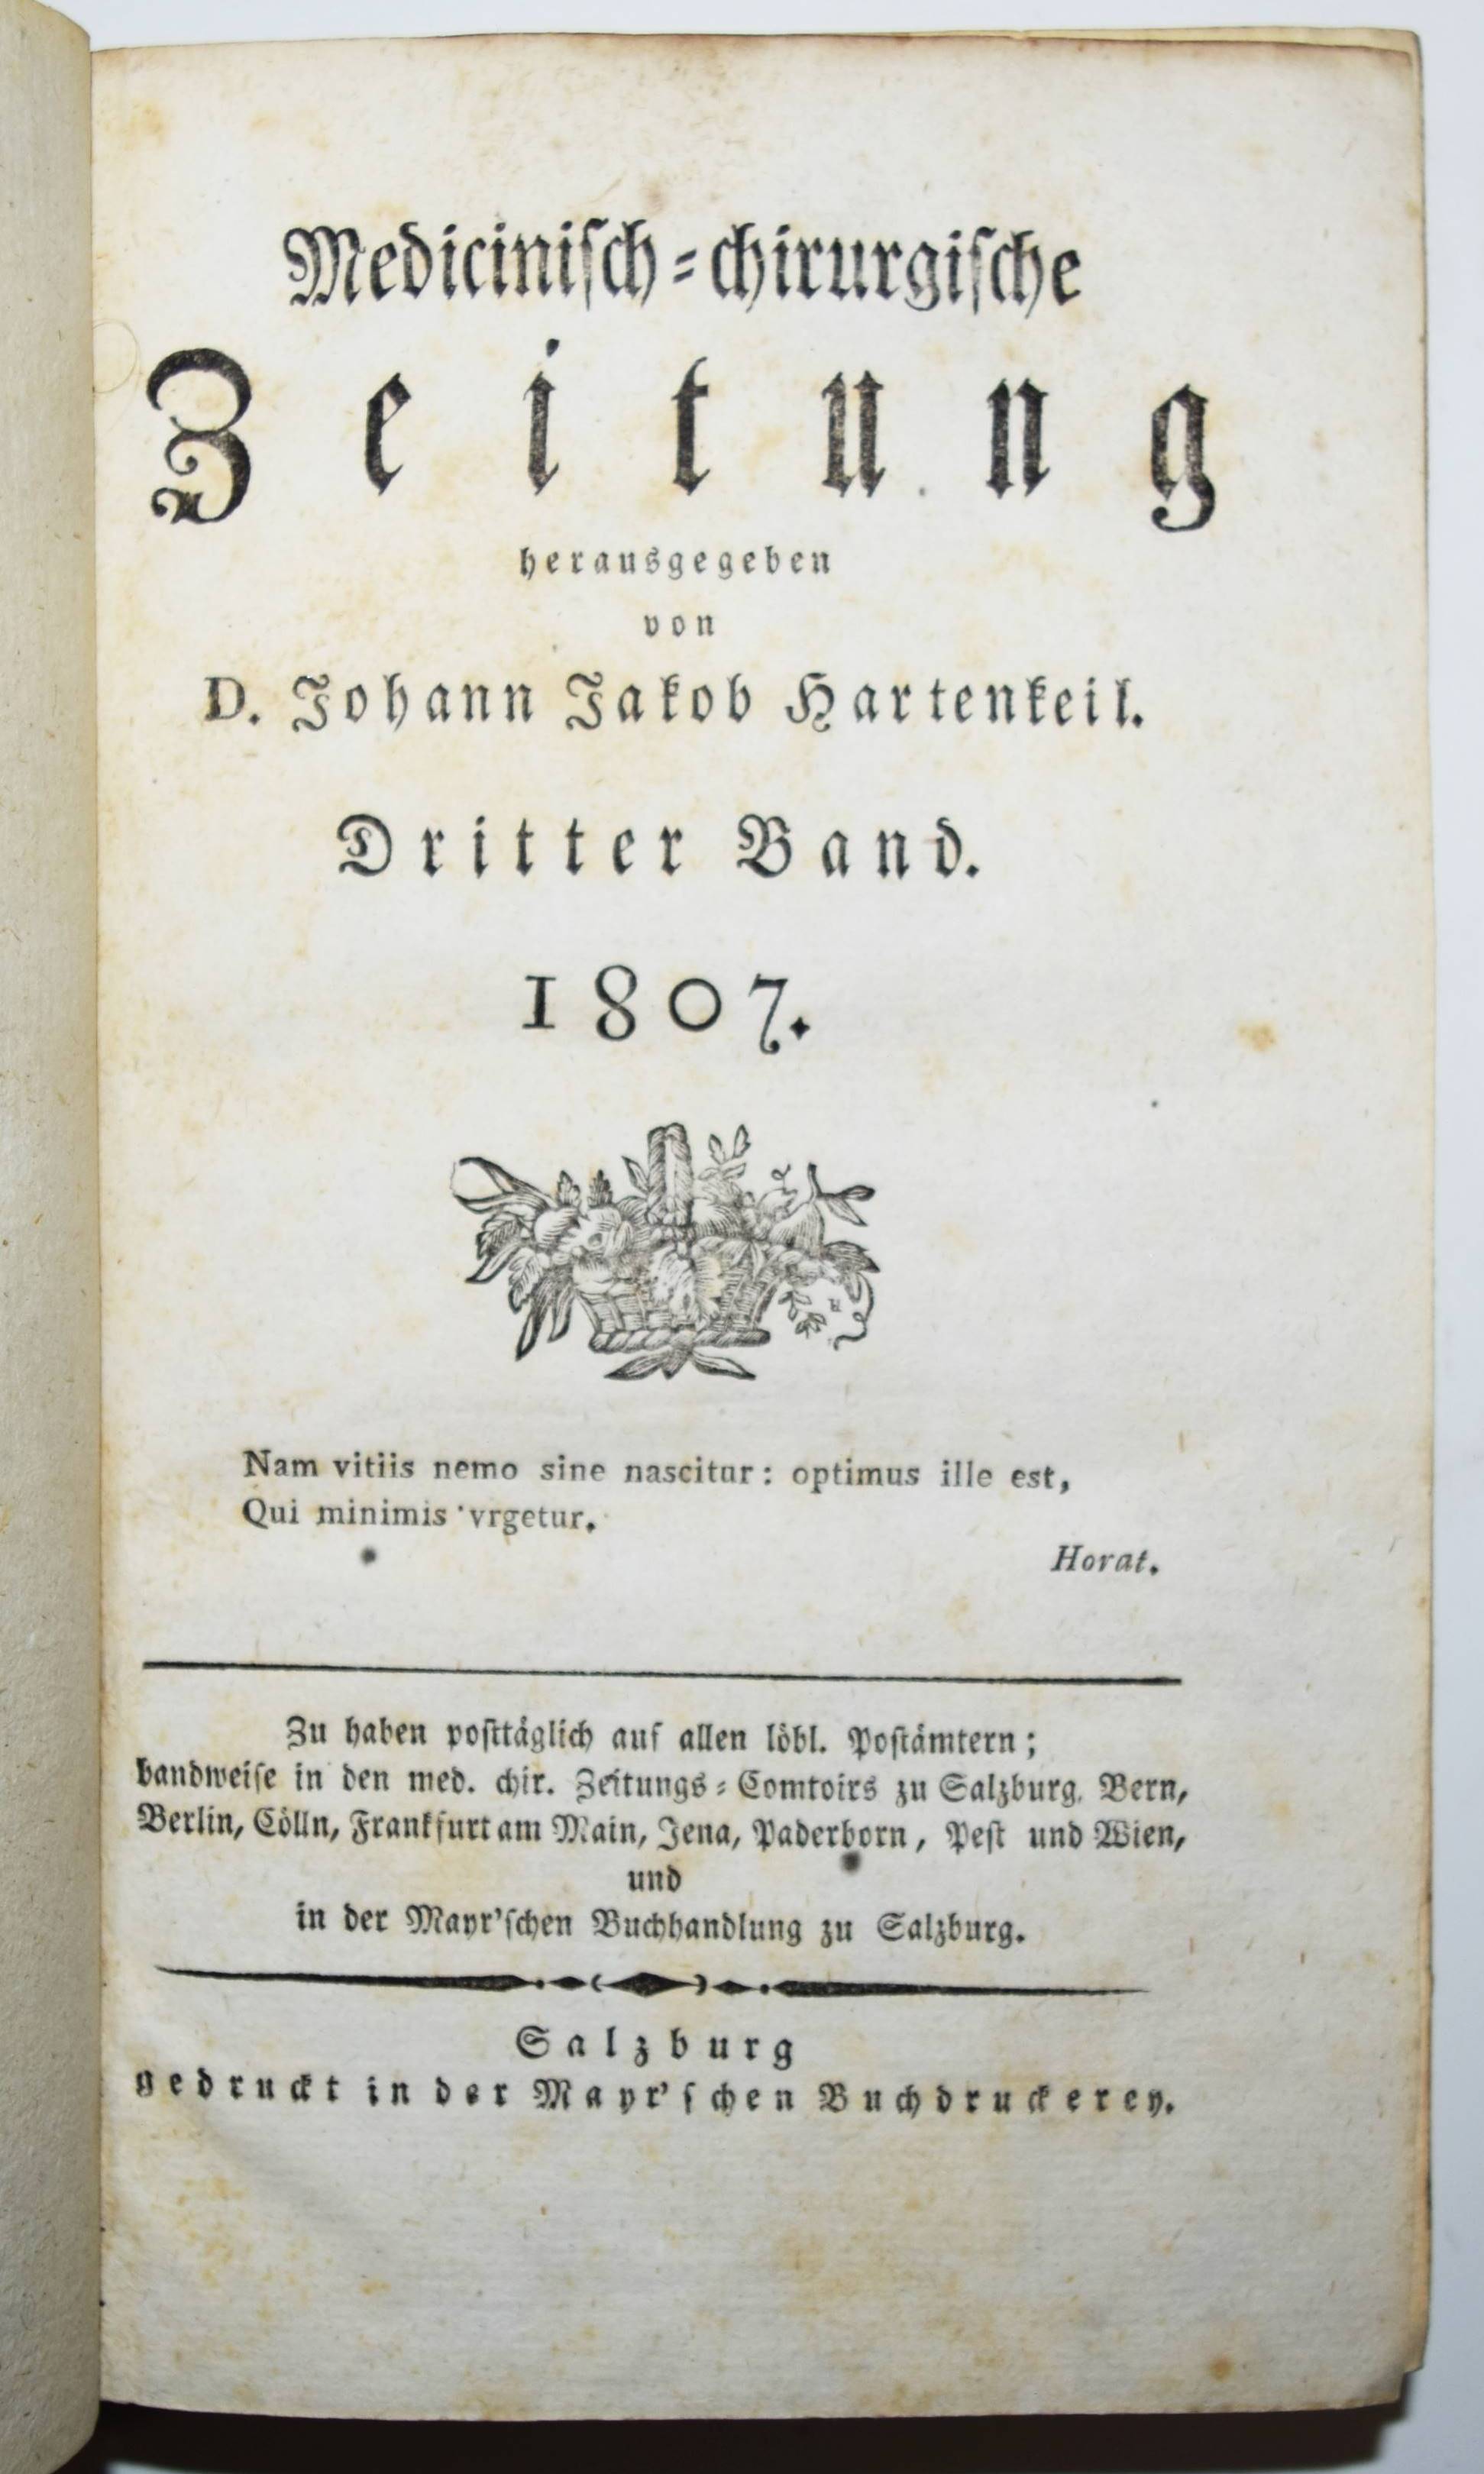 Mediciniſch-chirurgiſche
Zeitung
herausgegeben
von
D. Johann Jakob Hartenkeil.
Dritter Band.
1807.
Nam vitiis nemo sine nascitur: optimus ille est,
Qui minimis vrgetur.
Horat.
Zu haben poſttäglich auf allen löbl. Poſtämtern;
bandweiſe in den med. chir. Zeitungs-Comtoirs zu Salzburg, Bern,
Berlin, Cölln, Frankfurt am Main, Jena, Paderborn, Peſt und Wien,
und
in der Mayr'ſchen Buchhandlung zu Salzburg.
Salzburg
gedruckt in der Mayr'ſchen Buchdruckerey.